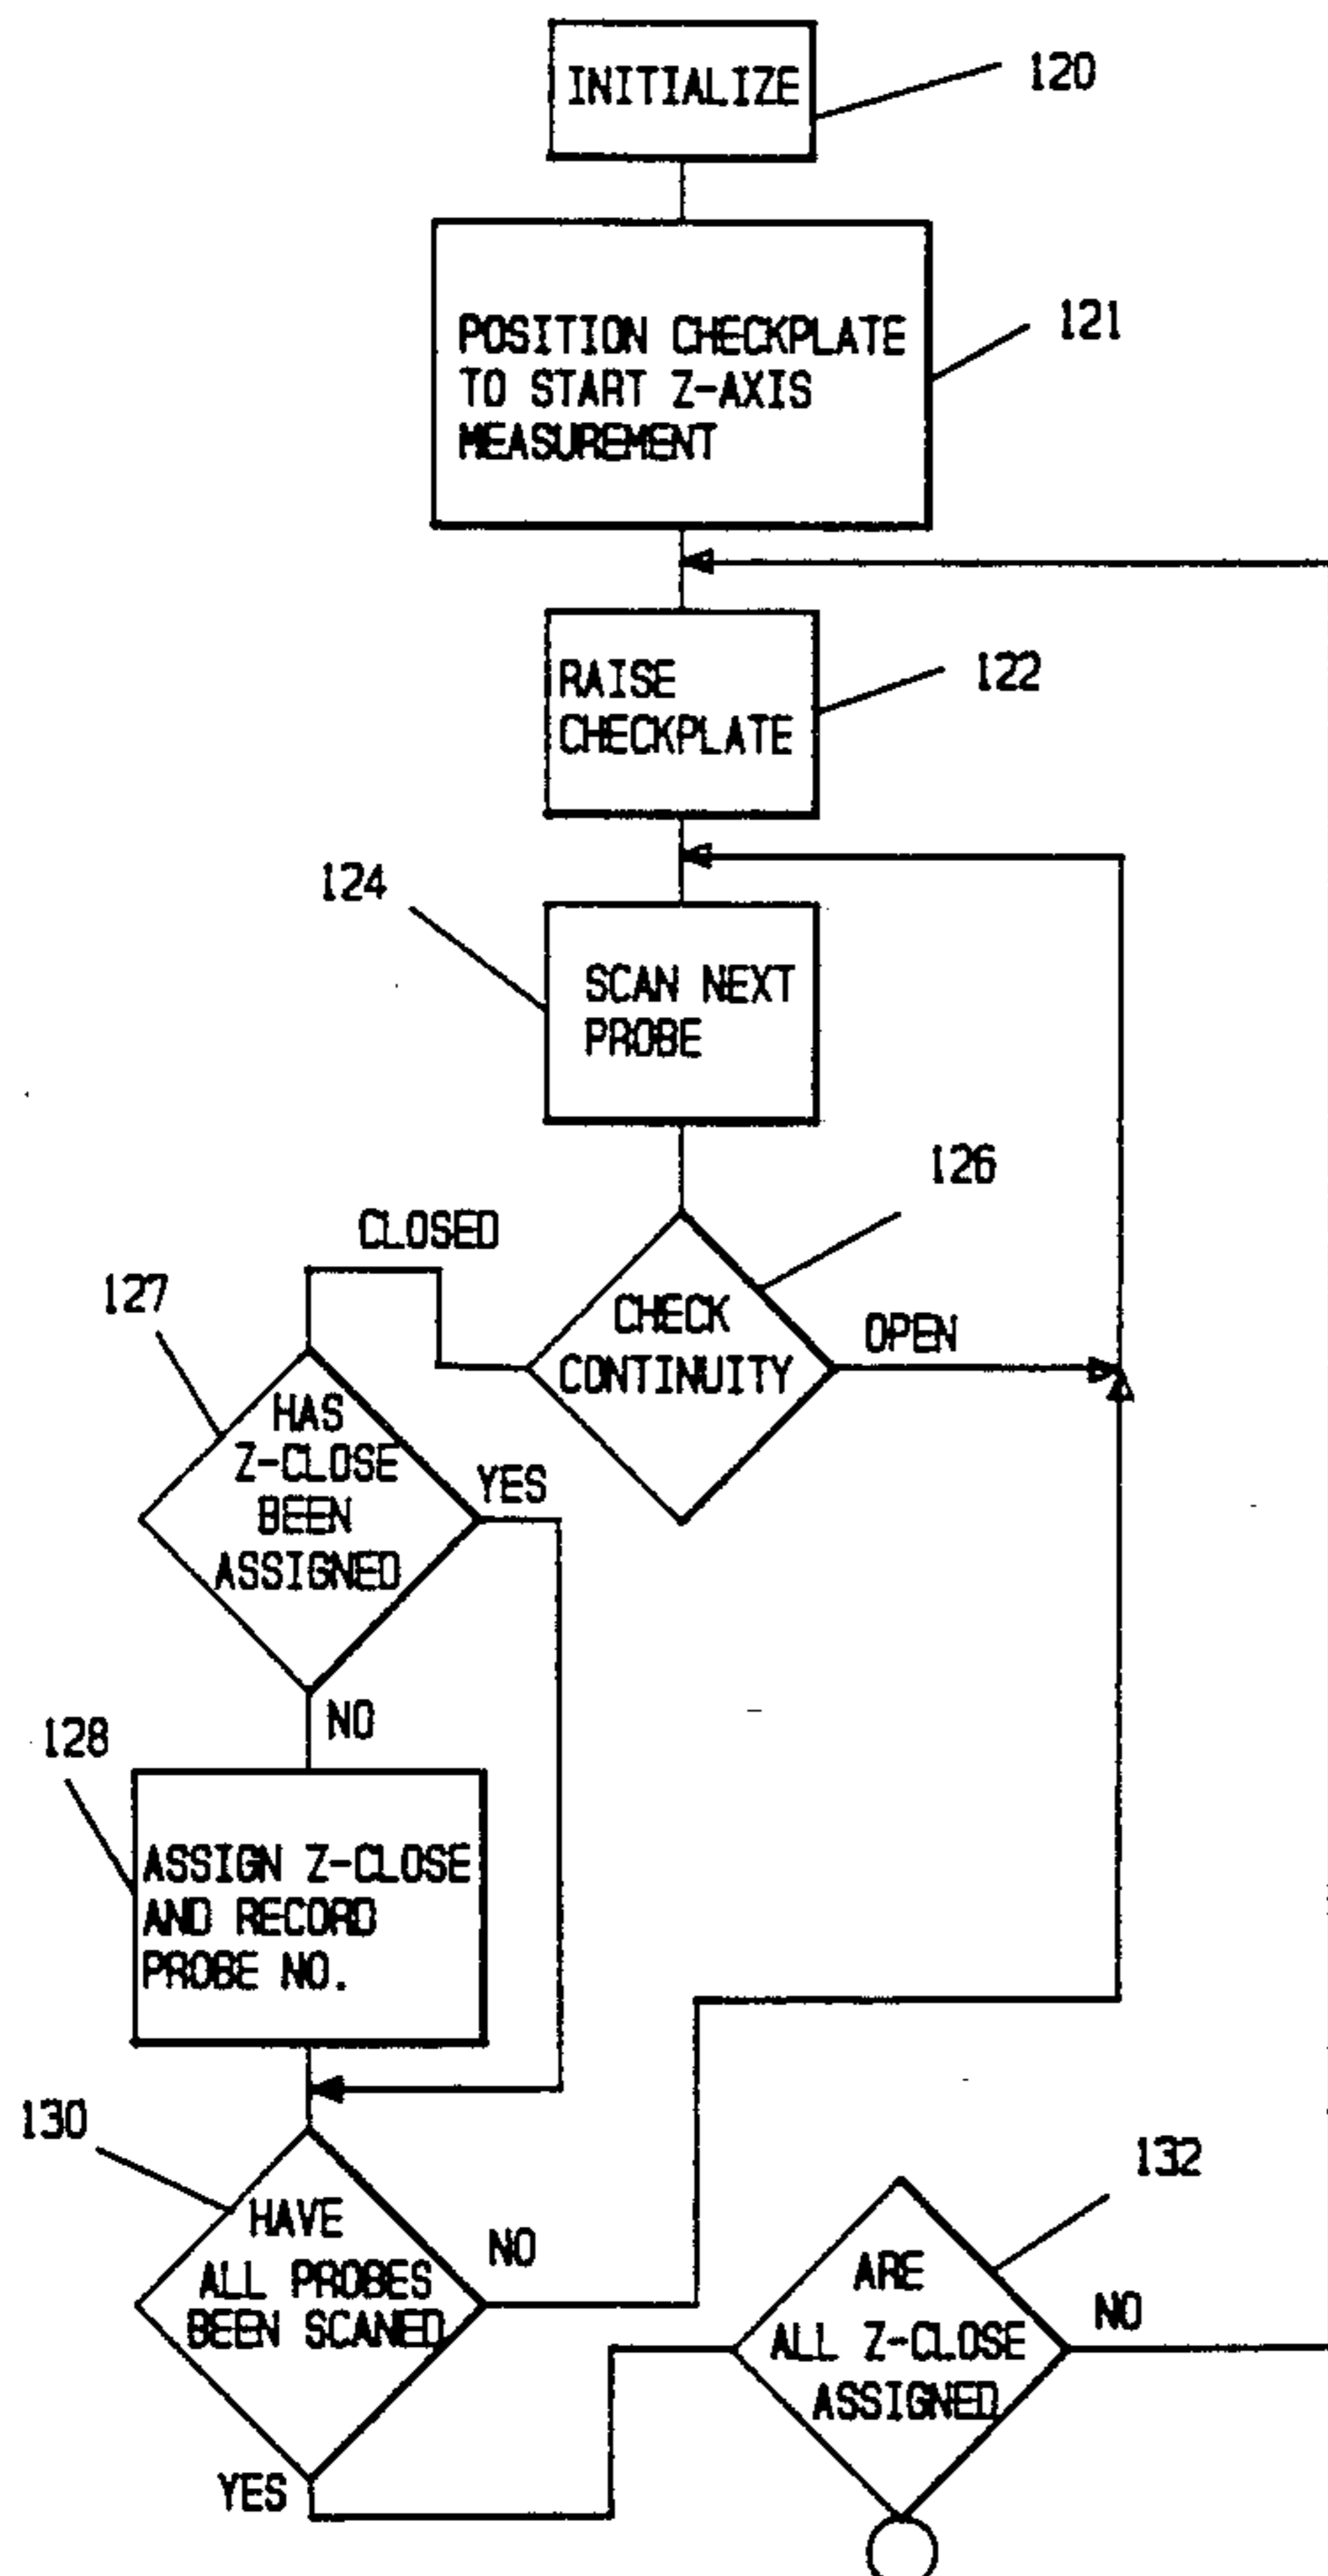 INITIALIZE
120
POSITION CHECKPLATE
TO START Z-AXIS
MEASUREMENT
121
RAISE
CHECKPLATE
122
124
SCAN NEXT
PROBE
126
CLOSED
CHECK
CONTINUITY
OPEN
127
HAS
Z-CLOSE
BEEN
ASSIGNED
YES
NO
128
ASSIGN Z-CLOSE
AND RECORD
PROBE NO.
130
HAVE
ALL PROBES
BEEN SCANED
NO
YES
132
ARE
ALL Z-CLOSE
ASSIGNED
NO